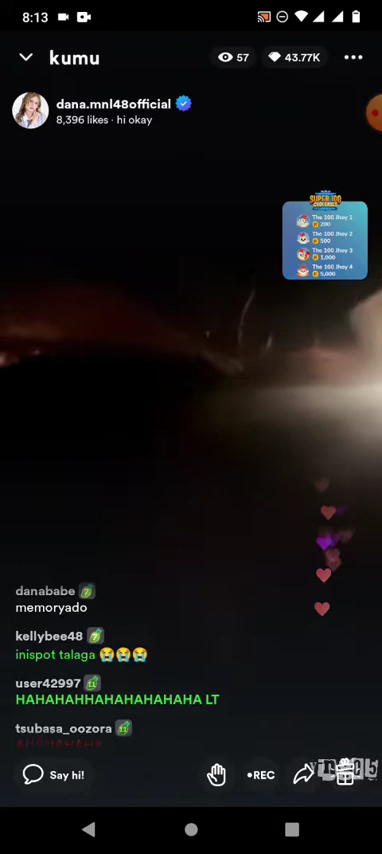 8:13
kumu
57
43.77K
dana.mnl48official
8,396 likes · hi okay
SUPER 100
The 100 Jhoy 1
200
The 100 Jhoy 2
500
The 100 Jhoy 3
1,000
The 100 Jhoy 4
5,000
danababe
memoryado
kellybee48
inispot talaga 😭😭😭
user42997
HAHAHAHHAHAHAHAHAHA LT
tsubasa_oozora
Say hi!
•REC